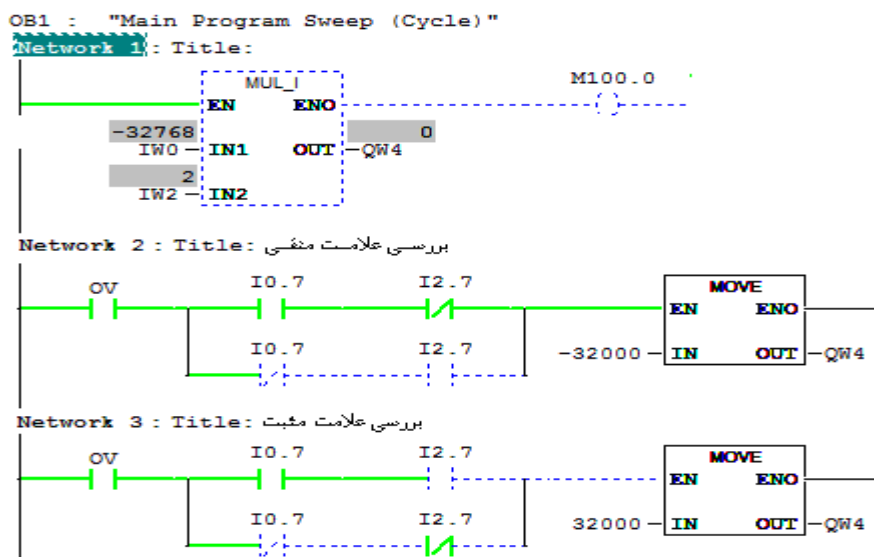 OB1 : "Main Program Sweep (Cycle)"
Network 1: Title:
MUL_I
M100.0
EN ENO
-32768 0
IW0 IN1 OUT QW4
2
IW2 IN2
Network 2 : Title: بررسی علامت منفی
OV I0.7 I2.7 MOVE
EN ENO
I0.7 I2.7 -32000 IN OUT QW4
Network 3 : Title: بررسی علامت مثبت
OV I0.7 I2.7 MOVE
EN ENO
I0.7 I2.7 32000 IN OUT QW4